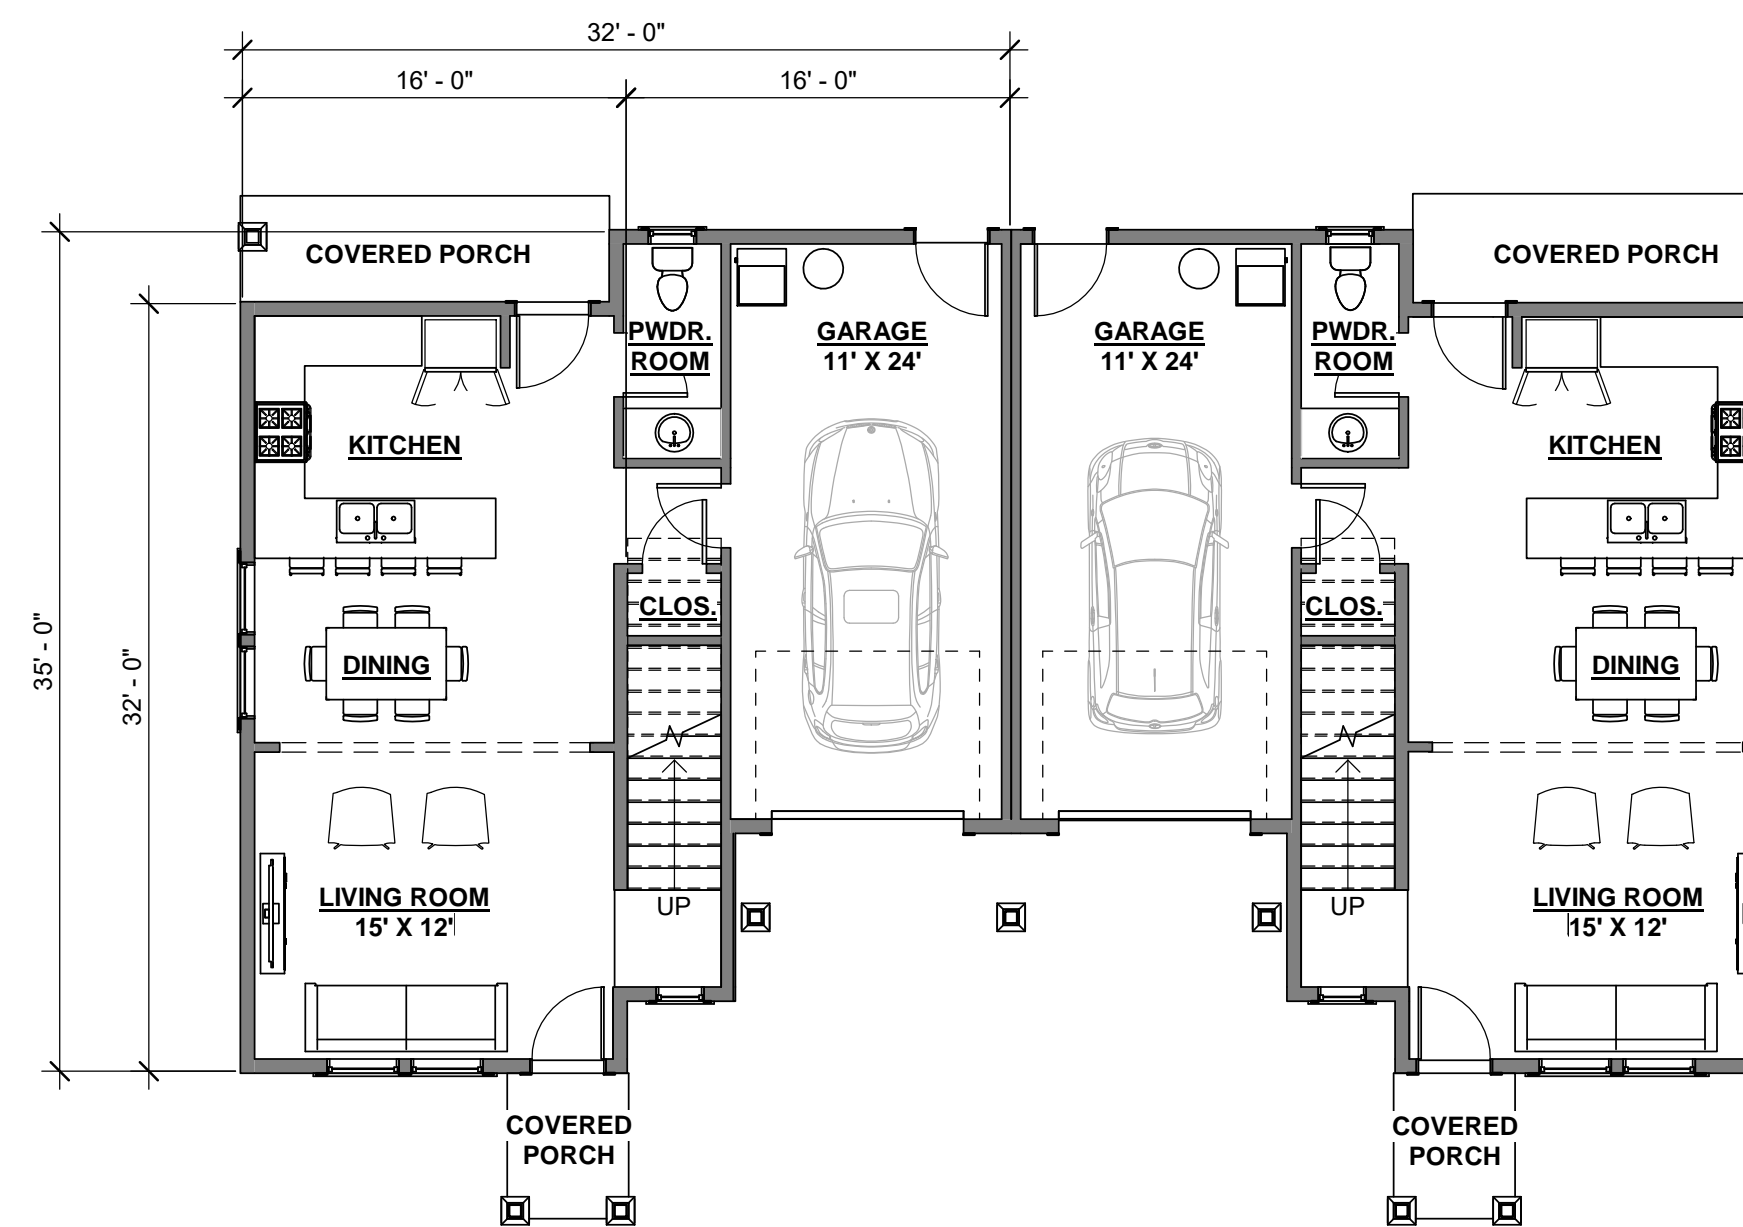 32' - 0"
16' - 0"
16' - 0"
COVERED PORCH
COVERED PORCH
PWDR.
ROOM
GARAGE
11' X 24'
GARAGE
11' X 24'
PWDR.
ROOM
KITCHEN
KITCHEN
CLOS.
CLOS.
35' - 0"
32' - 0"
DINING
DINING
LIVING ROOM
15' X 12'
UP
UP
LIVING ROOM
15' X 12'
COVERED
PORCH
COVERED
PORCH